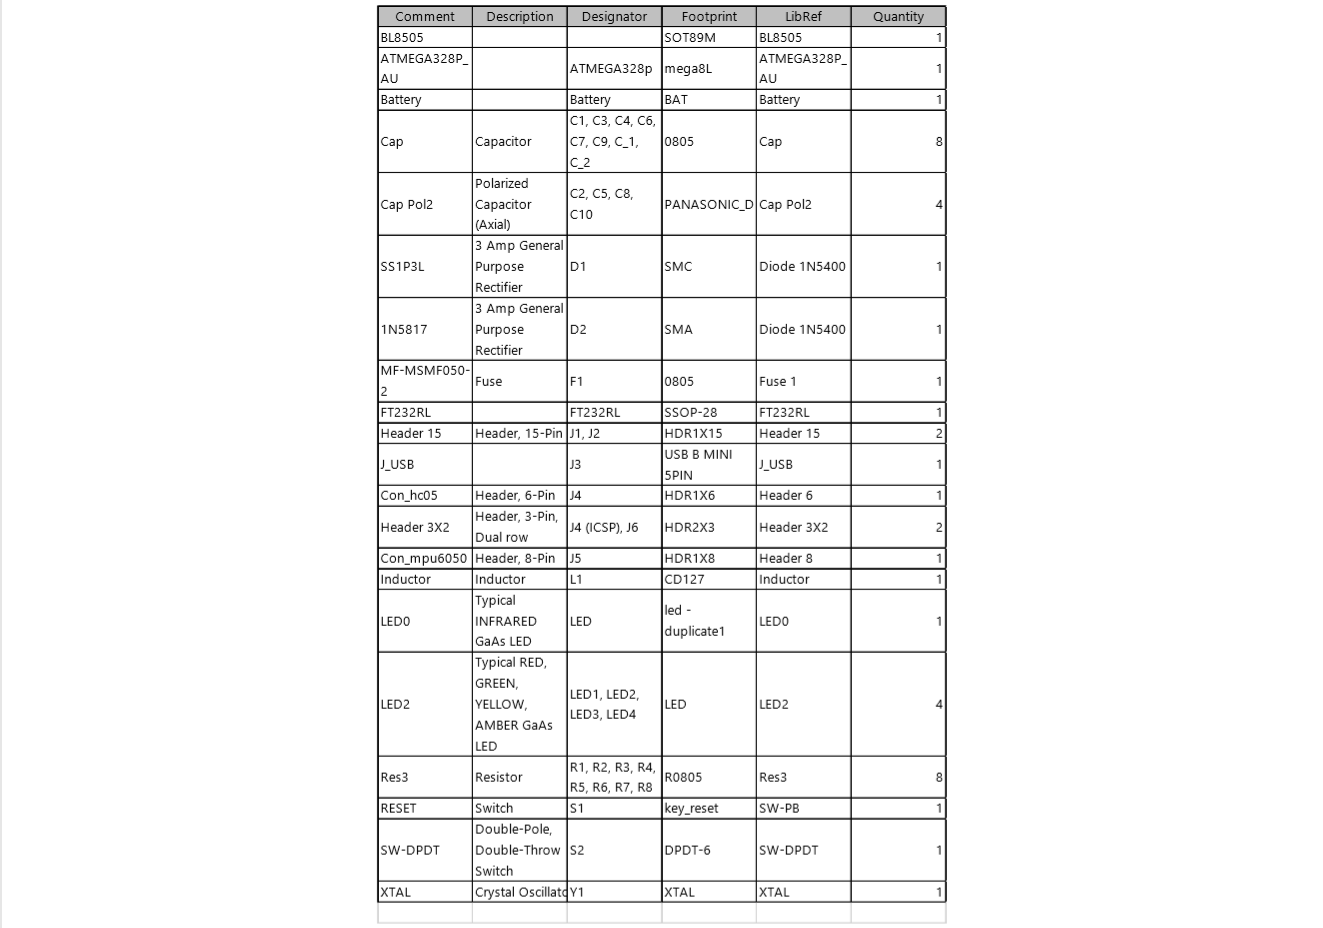 Comment Description Designator Footprint LibRef Quantity
BL8505 SOT89M BL8505 1
ATMEGA328P_
AU ATMEGA328p mega8L ATMEGA328P_
AU 1
Battery Battery BAT Battery 1
Cap Capacitor C1, C3, C4, C6,
C7, C9, C_1,
C_2 0805 Cap 8
Cap Pol2 Polarized
Capacitor
(Axial) C2, C5, C8,
C10 PANASONIC_D Cap Pol2 4
SS1P3L 3 Amp General
Purpose
Rectifier D1 SMC Diode 1N5400 1
1N5817 3 Amp General
Purpose
Rectifier D2 SMA Diode 1N5400 1
MF-MSMF050-
2 Fuse F1 0805 Fuse 1 1
FT232RL FT232RL SSOP-28 FT232RL 1
Header 15 Header, 15-Pin J1, J2 HDR1X15 Header 15 2
J_USB J3 USB B MINI
5PIN J_USB 1
Con_hc05 Header, 6-Pin J4 HDR1X6 Header 6 1
Header 3X2 Header, 3-Pin,
Dual row J4 (ICSP), J6 HDR2X3 Header 3X2 2
Con_mpu6050 Header, 8-Pin J5 HDR1X8 Header 8 1
Inductor Inductor L1 CD127 Inductor 1
LED0 Typical
INFRARED
GaAs LED LED led -
duplicate1 LED0 1
LED2 Typical RED,
GREEN,
YELLOW,
AMBER GaAs
LED LED1, LED2,
LED3, LED4 LED LED2 4
Res3 Resistor R1, R2, R3, R4,
R5, R6, R7, R8 R0805 Res3 8
RESET Switch S1 key_reset SW-PB 1
SW-DPDT Double-Pole,
Double-Throw
Switch S2 DPDT-6 SW-DPDT 1
XTAL Crystal Oscillato Y1 XTAL XTAL 1